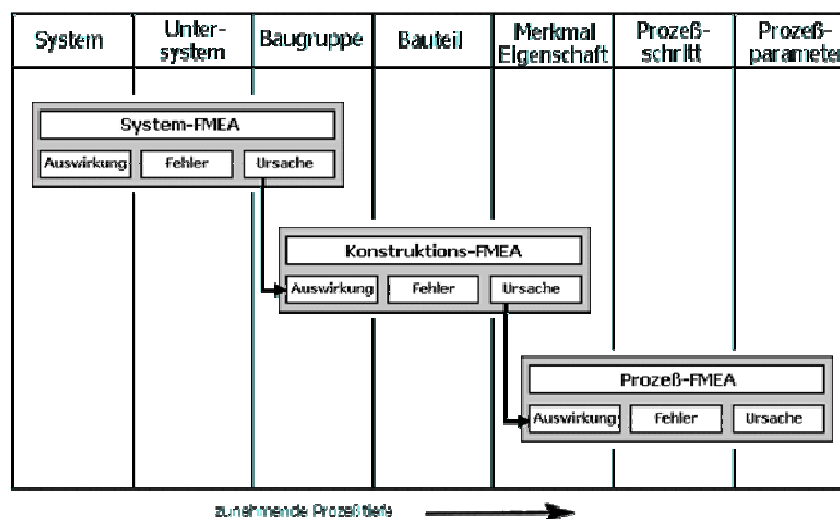 System
Unter-
system
Baugruppe
Bauteil
Merkmal
Eigenschaft
Prozeß-
schritt
Prozeß-
parameter
System-FMEA
Auswirkung Fehler Ursache
Konstruktions-FMEA
Auswirkung Fehler Ursache
Prozeß-FMEA
Auswirkung Fehler Ursache
zunehmende Prozeßtiefe